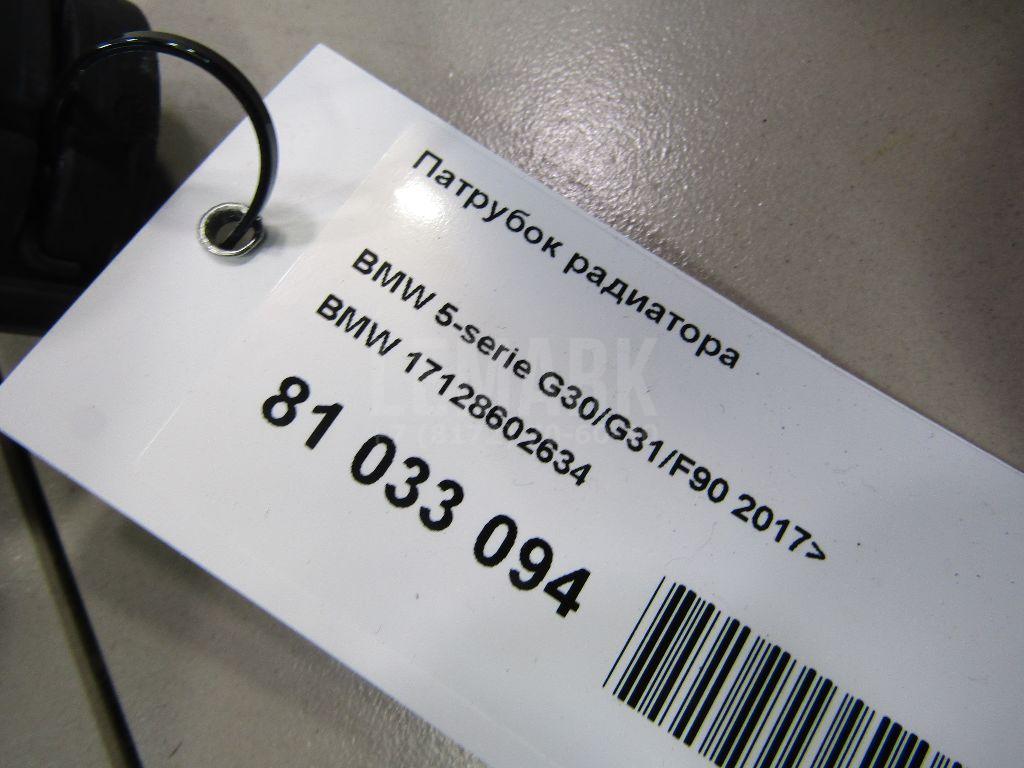 Патрубок радиатора
BMW 5-serie G30/G31/F90 2017>
BMW 17128602634
81 033 094